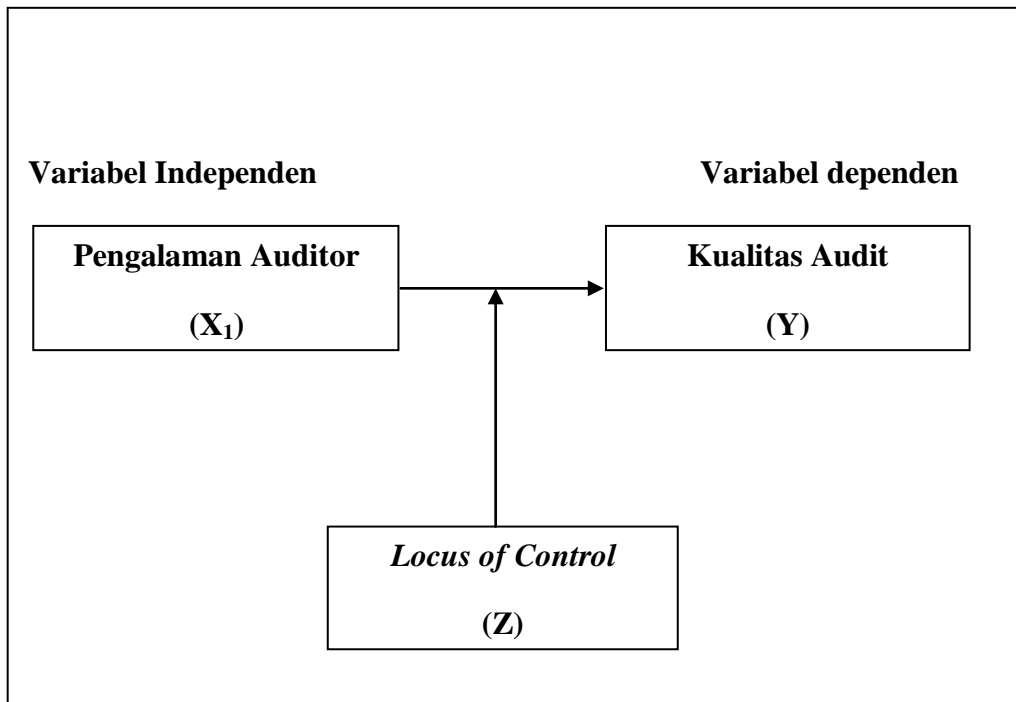 Variabel Independen
Variabel dependen
Pengalaman Auditor
(X₁)
Kualitas Audit
(Y)
Locus of Control
(Z)